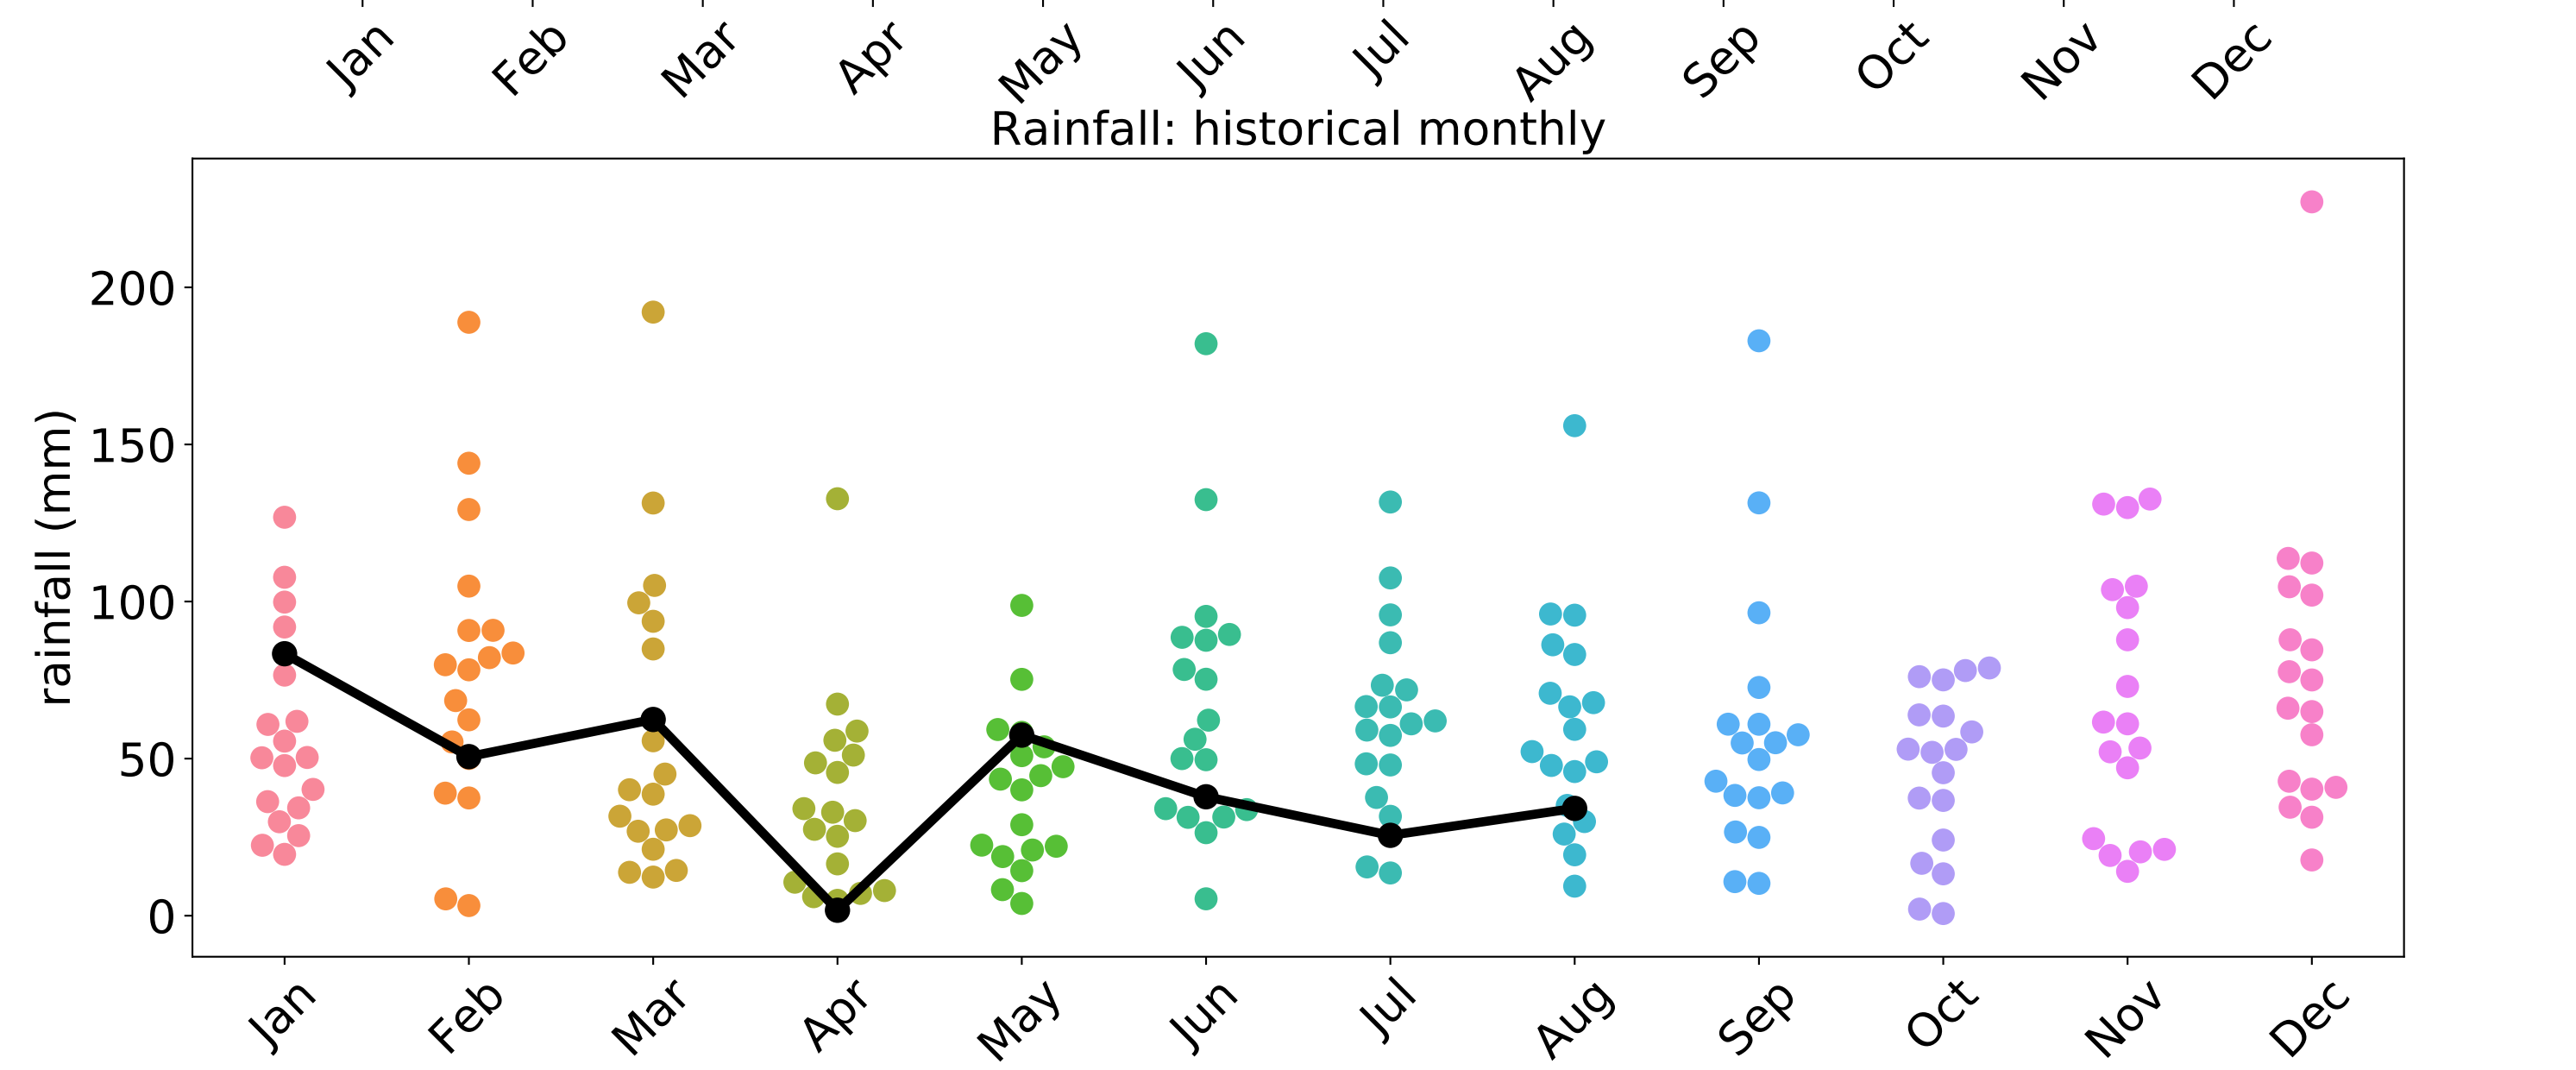 Jan Feb Mar Apr May Jun Jul Aug Sep Oct Nov Dec
Rainfall: historical monthly
rainfall (mm)
200
150
100
50
0
Jan Feb Mar Apr May Jun Jul Aug Sep Oct Nov Dec